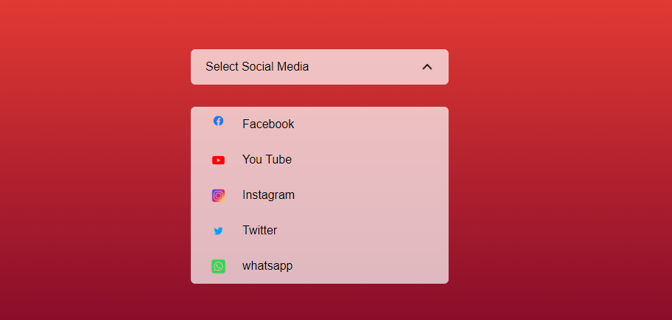 Select Social Media
Facebook
You Tube
Instagram
Twitter
whatsapp